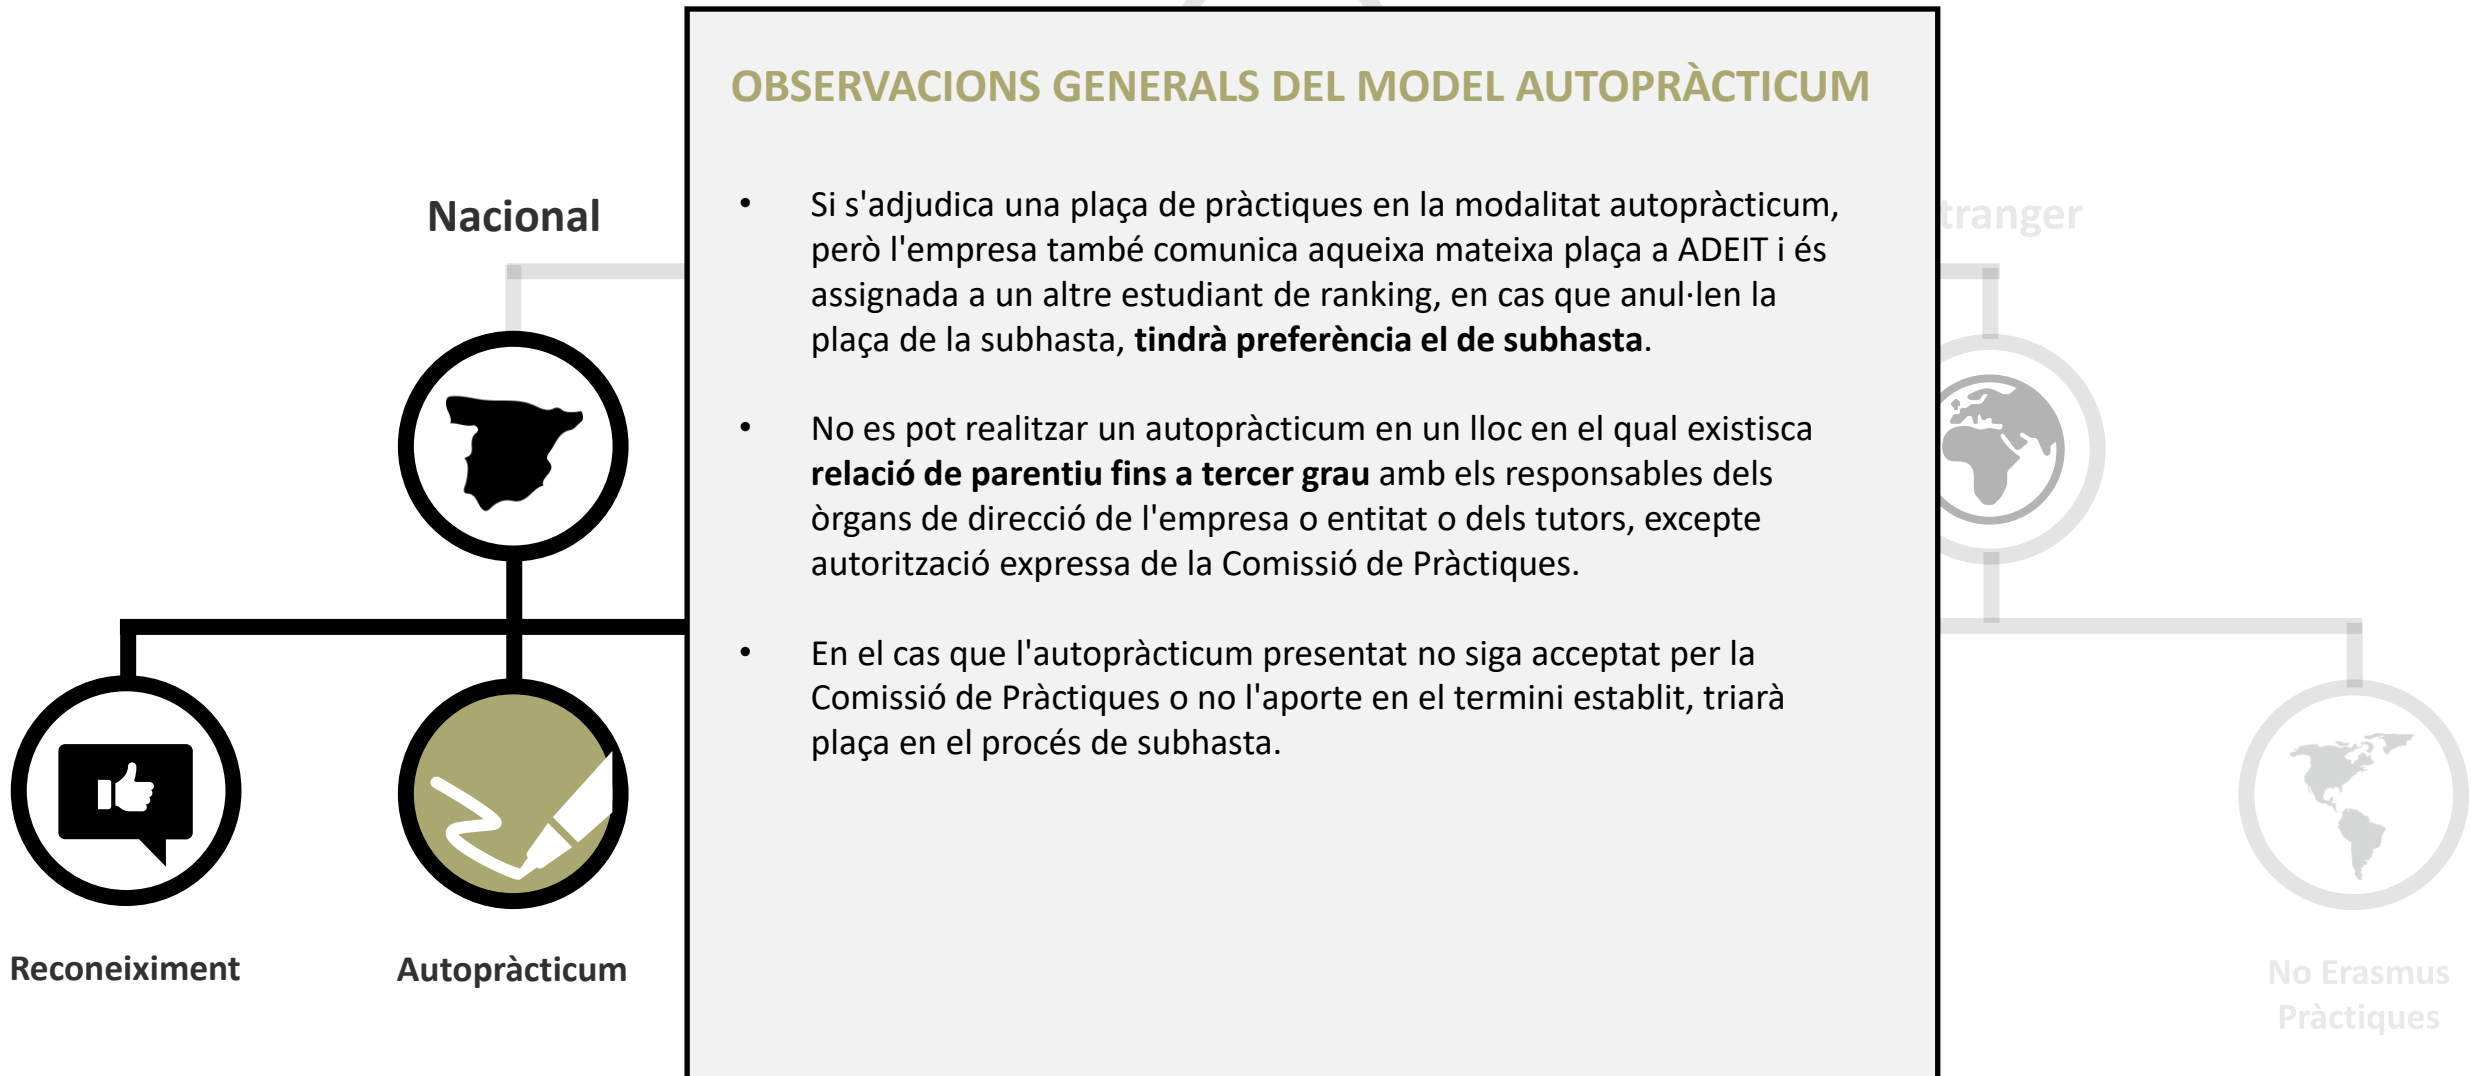 OBSERVACIONS GENERALS DEL MODEL AUTOPRÀCTICUM
Nacional
• Si s'adjudica una plaça de pràctiques en la modalitat autopràcticum,
però l'empresa també comunica aqueixa mateixa plaça a ADEIT i és
assignada a un altre estudiant de ranking, en cas que anul·len la
plaça de la subhasta, tindrà preferència el de subhasta.
• No es pot realitzar un autopràcticum en un lloc en el qual existisca
relació de parentiu fins a tercer grau amb els responsables dels
òrgans de direcció de l'empresa o entitat o dels tutors, excepte
autorització expressa de la Comissió de Pràctiques.
• En el cas que l'autopràcticum presentat no siga acceptat per la
Comissió de Pràctiques o no l'aporte en el termini establit, triarà
plaça en el procés de subhasta.
tranger
Reconeiximent
Autopràcticum
No Erasmus
Pràctiques